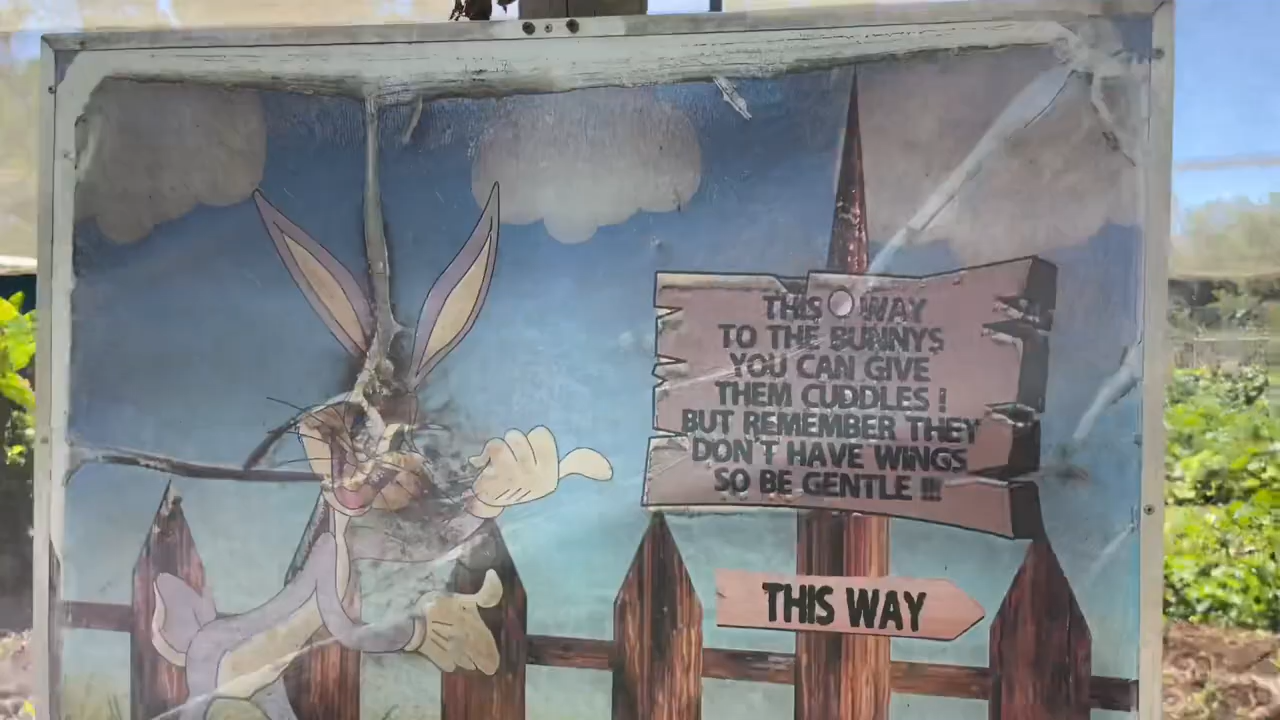 THIS WAY
TO THE BUNNYS
YOU CAN GIVE
THEM CUDDLES !
BUT REMEMBER THEY
DON'T HAVE WINGS
SO BE GENTLE !!!
THIS WAY